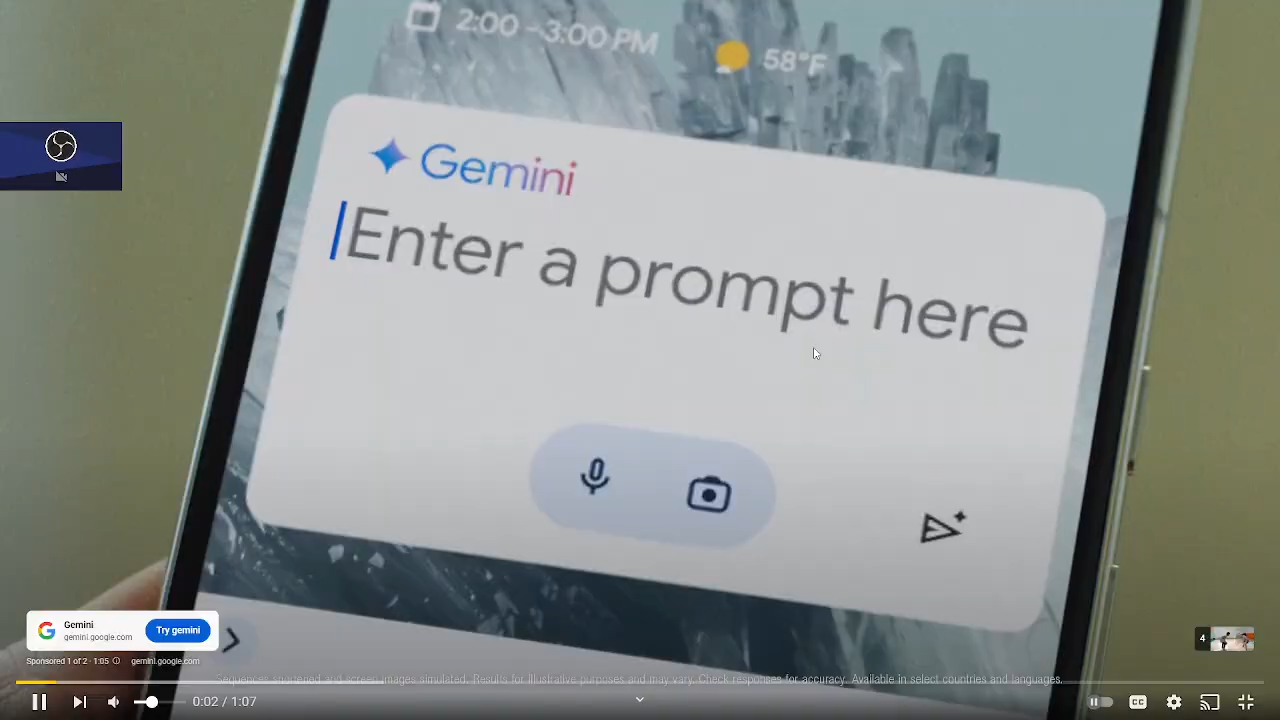 2:00 - 3:00 PM
58°F
Gemini
Enter a prompt here
Gemini
gemini.google.com
Try gemini
Sponsored 1 of 2 · 1:05
gemini.google.com
4
Sequences shortened and screen images simulated. Results for illustrative purposes and may vary. Check responses for accuracy. Available in select countries and languages.
0:02 / 1:07
CC